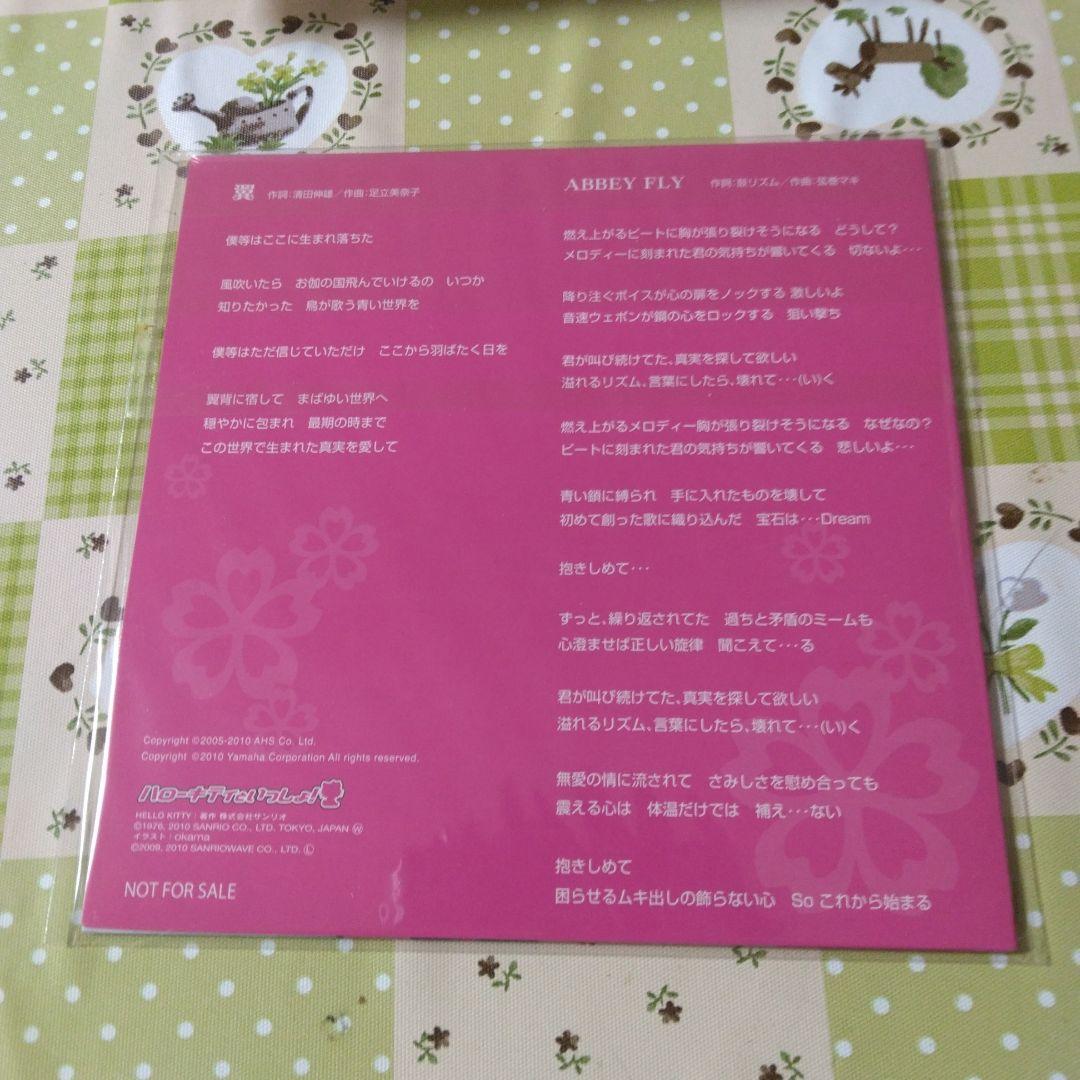 翼 作詞：清田伸雄／作曲：足立美奈子
僕等はここに生まれ落ちた
風吹いたら　お伽の国飛んでいけるの　いつか
知りたかった　鳥が歌う青い世界を
僕等はただ信じていただけ　ここから羽ばたく日を
翼背に宿して　まばゆい世界へ
穏やかに包まれ　最期の時まで
この世界で生まれた真実を愛して
Copyright ©2005-2010 AHS Co. Ltd.
Copyright ©2010 Yamaha Corporation All rights reserved.
ハローキティといっしょ!
HELLO KITTY：著作 株式会社サンリオ
©1976, 2010 SANRIO CO., LTD. TOKYO, JAPAN Ⓦ
イラスト：okama
©2009, 2010 SANRIOWAVE CO., LTD. Ⓛ
NOT FOR SALE
ABBEY FLY 作詞：鼓リズム／作曲：弦巻マキ
燃え上がるビートに胸が張り裂けそうになる　どうして？
メロディーに刻まれた君の気持ちが響いてくる　切ないよ･･･
降り注ぐボイスが心の扉をノックする 激しいよ
音速ウェポンが鋼の心をロックする　狙い撃ち
君が叫び続けてた、真実を探して欲しい
溢れるリズム、言葉にしたら、壊れて･･･(い)く
燃え上がるメロディー胸が張り裂けそうになる　なぜなの？
ビートに刻まれた君の気持ちが響いてくる　悲しいよ･･･
青い鎖に縛られ　手に入れたものを壊して
初めて創った歌に織り込んだ　宝石は･･･Dream
抱きしめて･･･
ずっと、繰り返されてた　過ちと矛盾のミームも
心澄ませば正しい旋律　聞こえて･･･る
君が叫び続けてた、真実を探して欲しい
溢れるリズム、言葉にしたら、壊れて･･･(い)く
無愛の情に流されて　さみしさを慰め合っても
震える心は　体温だけでは　補え･･･ない
抱きしめて
困らせるムキ出しの飾らない心　So これから始まる